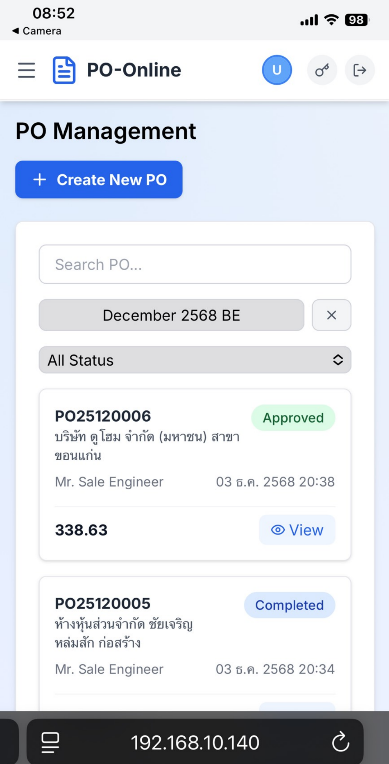 08:52
98
◀ Camera
PO-Online
U
PO Management
+ Create New PO
Search PO...
December 2568 BE
×
All Status
PO25120006
Approved
บริษัท ดูโฮม จำกัด (มหาชน) สาขา
ขอนแก่น
Mr. Sale Engineer
03 ธ.ค. 2568 20:38
338.63
View
PO25120005
Completed
ห้างหุ้นส่วนจำกัด ชัยเจริญ
หล่มสัก ก่อสร้าง
Mr. Sale Engineer
03 ธ.ค. 2568 20:34
192.168.10.140